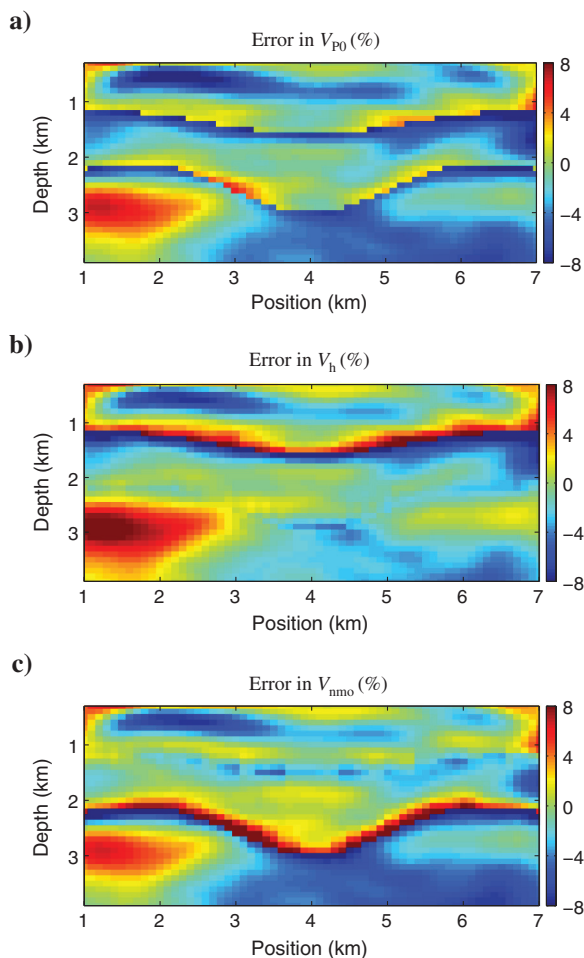 a)
Error in VP0 (%)
Depth (km)
1
2
3
1 2 3 4 5 6 7
Position (km)
8
4
0
−4
−8
b)
Error in Vh (%)
Depth (km)
1
2
3
1 2 3 4 5 6 7
Position (km)
8
4
0
−4
−8
c)
Error in Vnmo (%)
Depth (km)
1
2
3
1 2 3 4 5 6 7
Position (km)
8
4
0
−4
−8